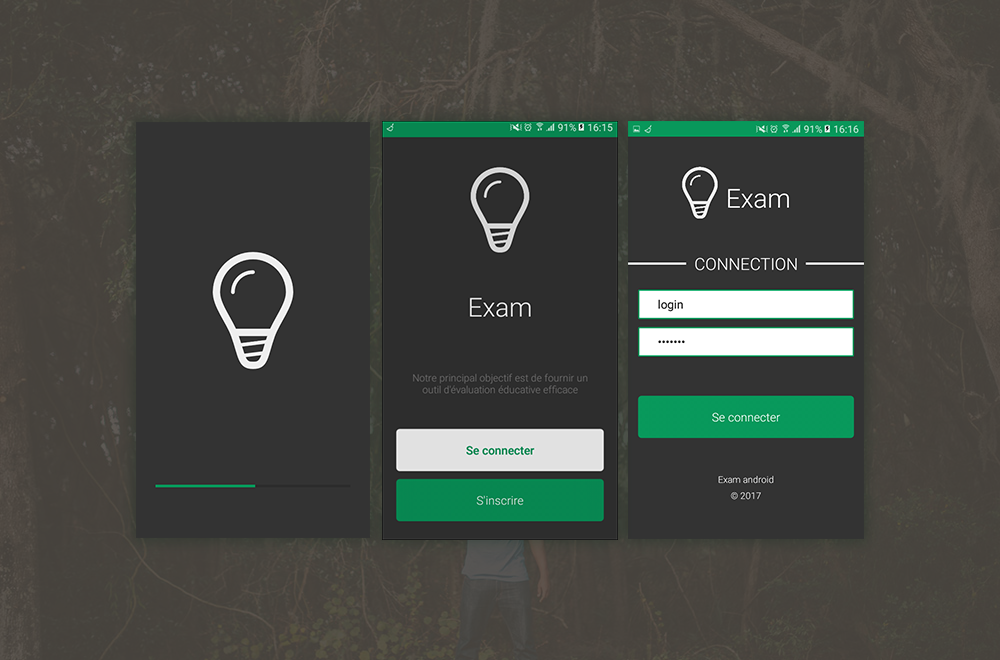 91% 16:15
Exam
Notre principal objectif est de fournir un
outil d'évaluation éducative efficace
Se connecter
S'inscrire
91% 16:16
Exam
CONNECTION
login
•••••••
Se connecter
Exam android
© 2017